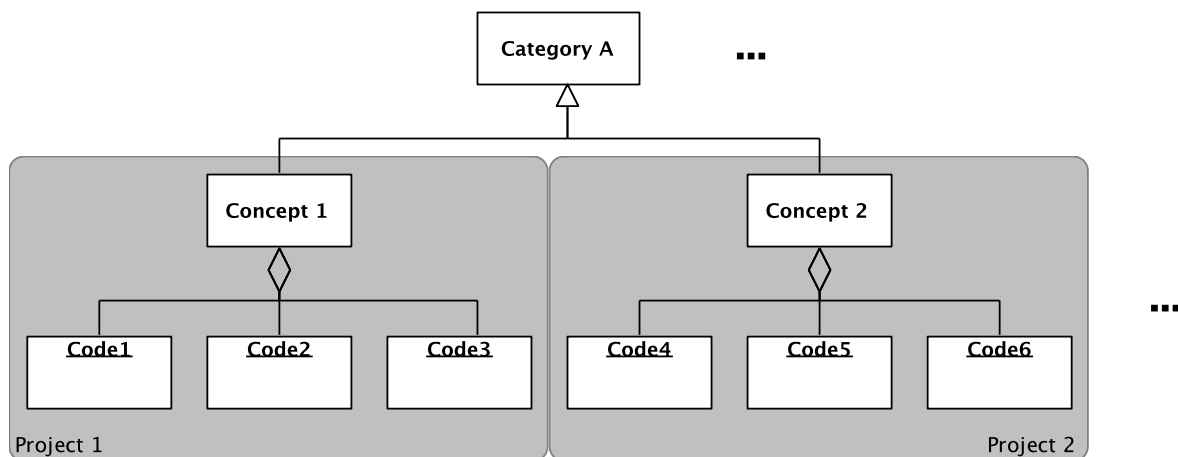 Category A
...
Concept 1
Concept 2
Code1
Code2
Code3
Code4
Code5
Code6
...
Project 1
Project 2